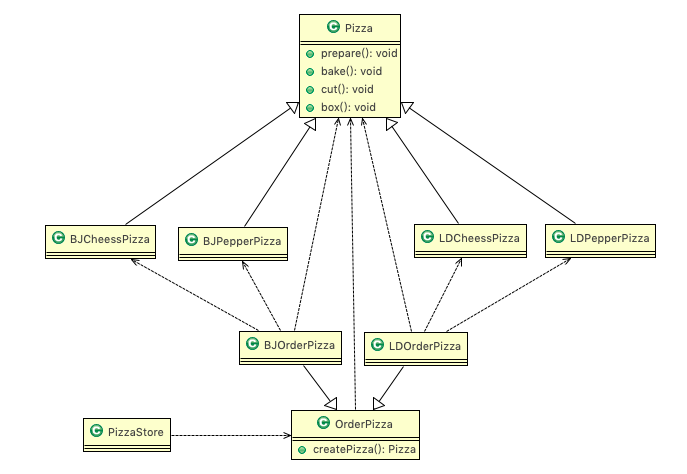 C Pizza
prepare(): void
bake(): void
cut(): void
box(): void
C BJCheessPizza
C BJPepperPizza
C LDCheessPizza
C LDPepperPizza
C BJOrderPizza
C LDOrderPizza
C PizzaStore
C OrderPizza
createPizza(): Pizza